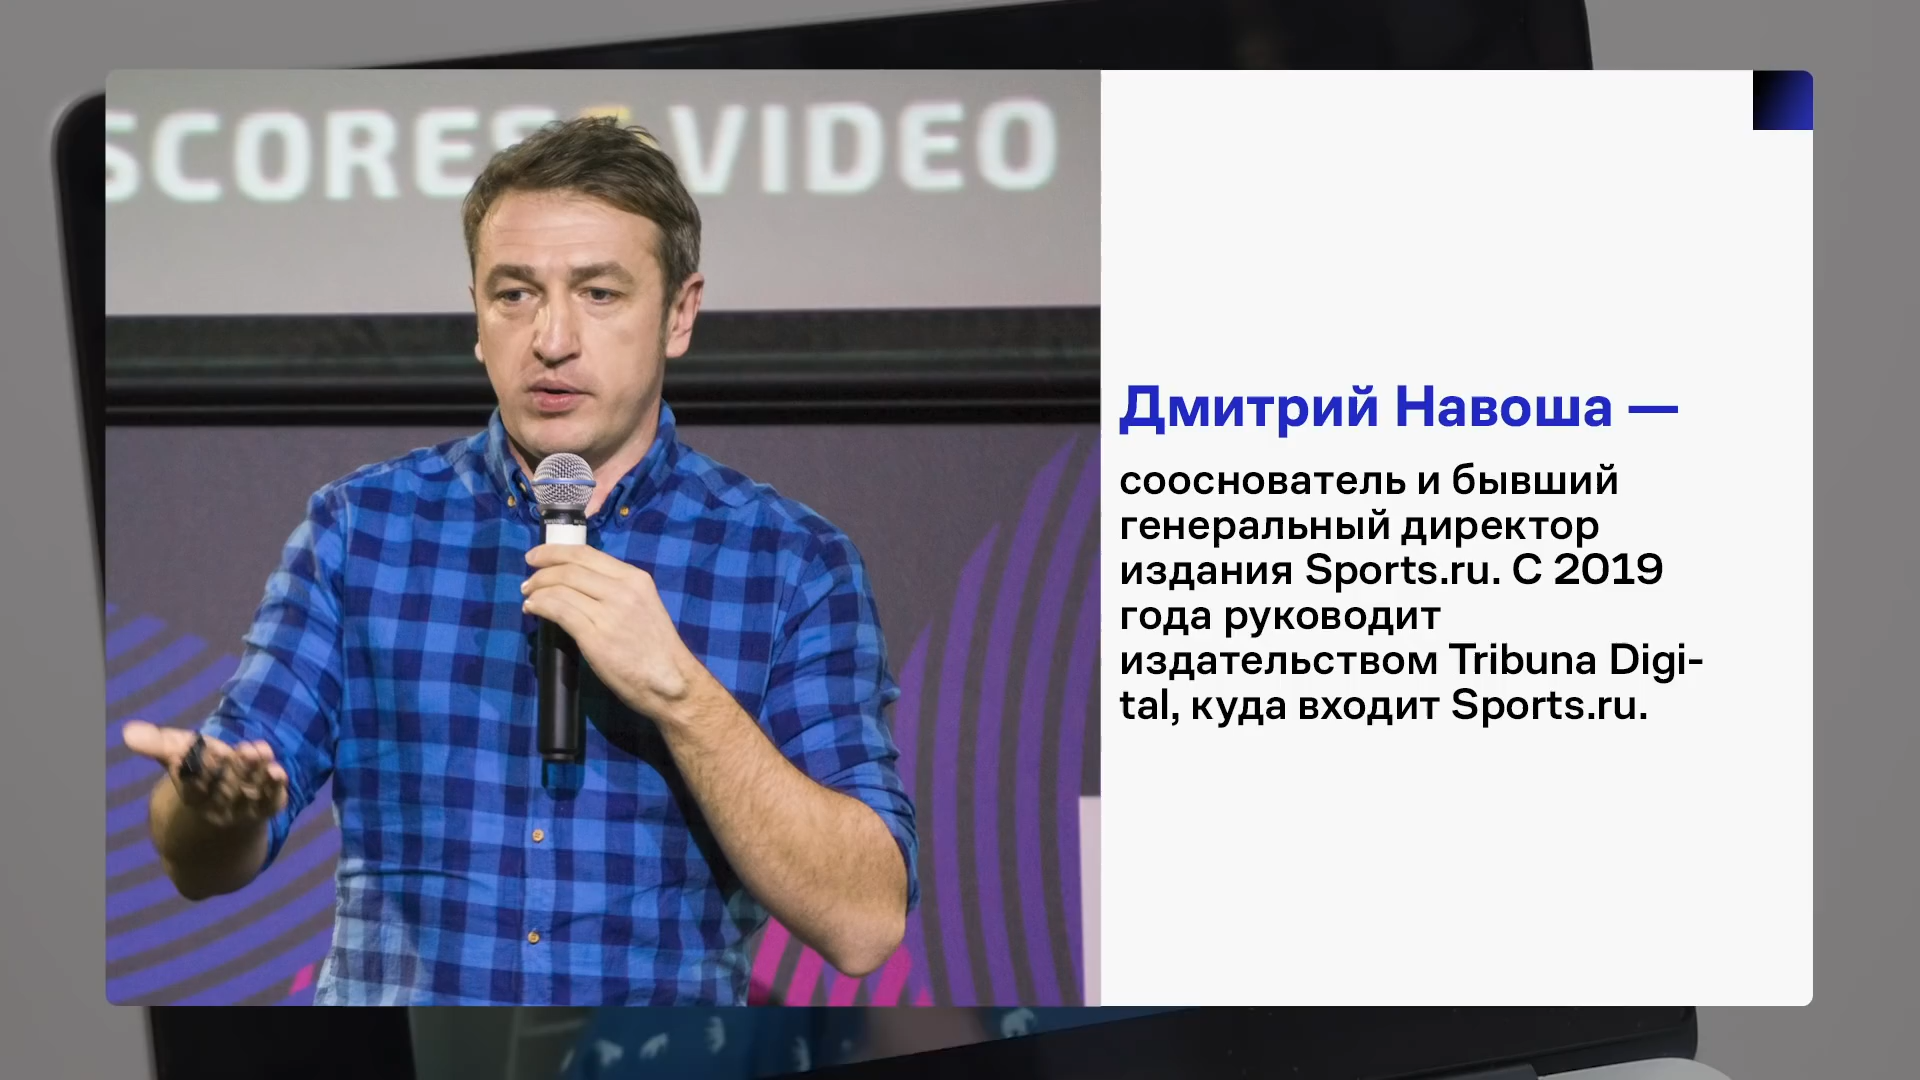 SCORES VIDEO
Дмитрий Навоша —
сооснователь и бывший
генеральный директор
издания Sports.ru. С 2019
года руководит
издательством Tribuna Digi-
tal, куда входит Sports.ru.